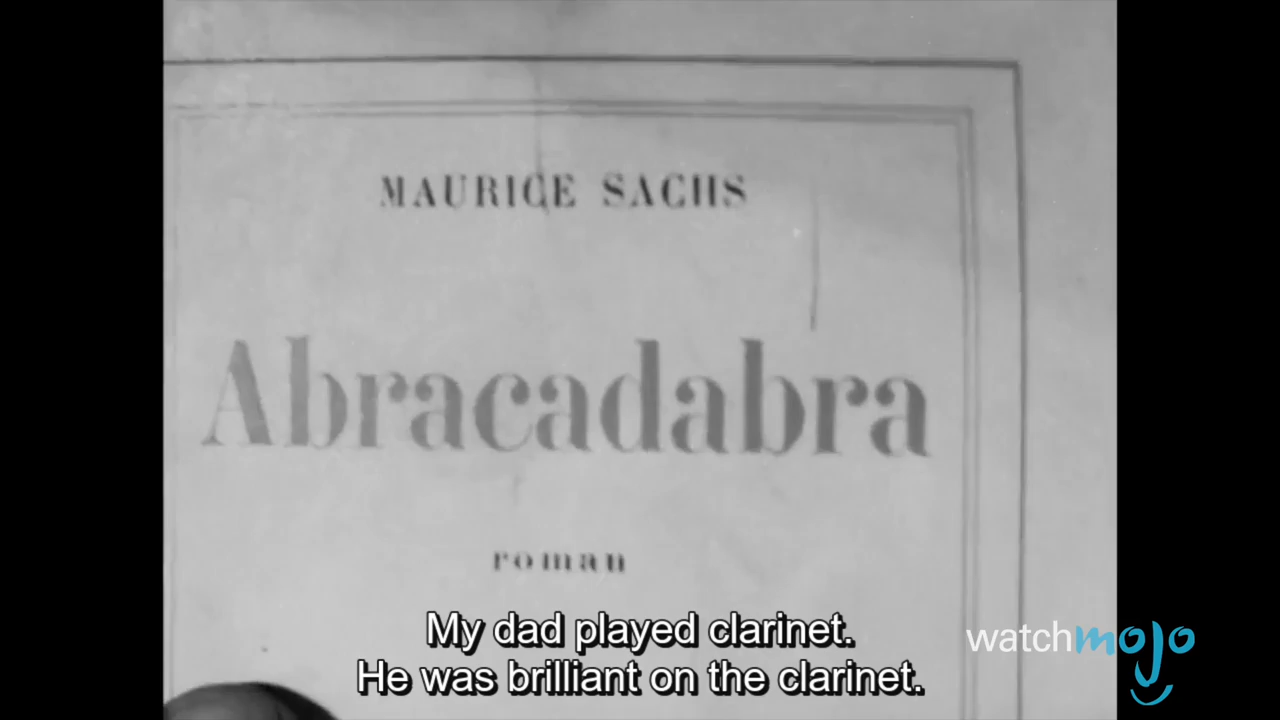 MAURICE SACHS
Abracadabra
roman
My dad played clarinet.
He was brilliant on the clarinet.
watchmojo